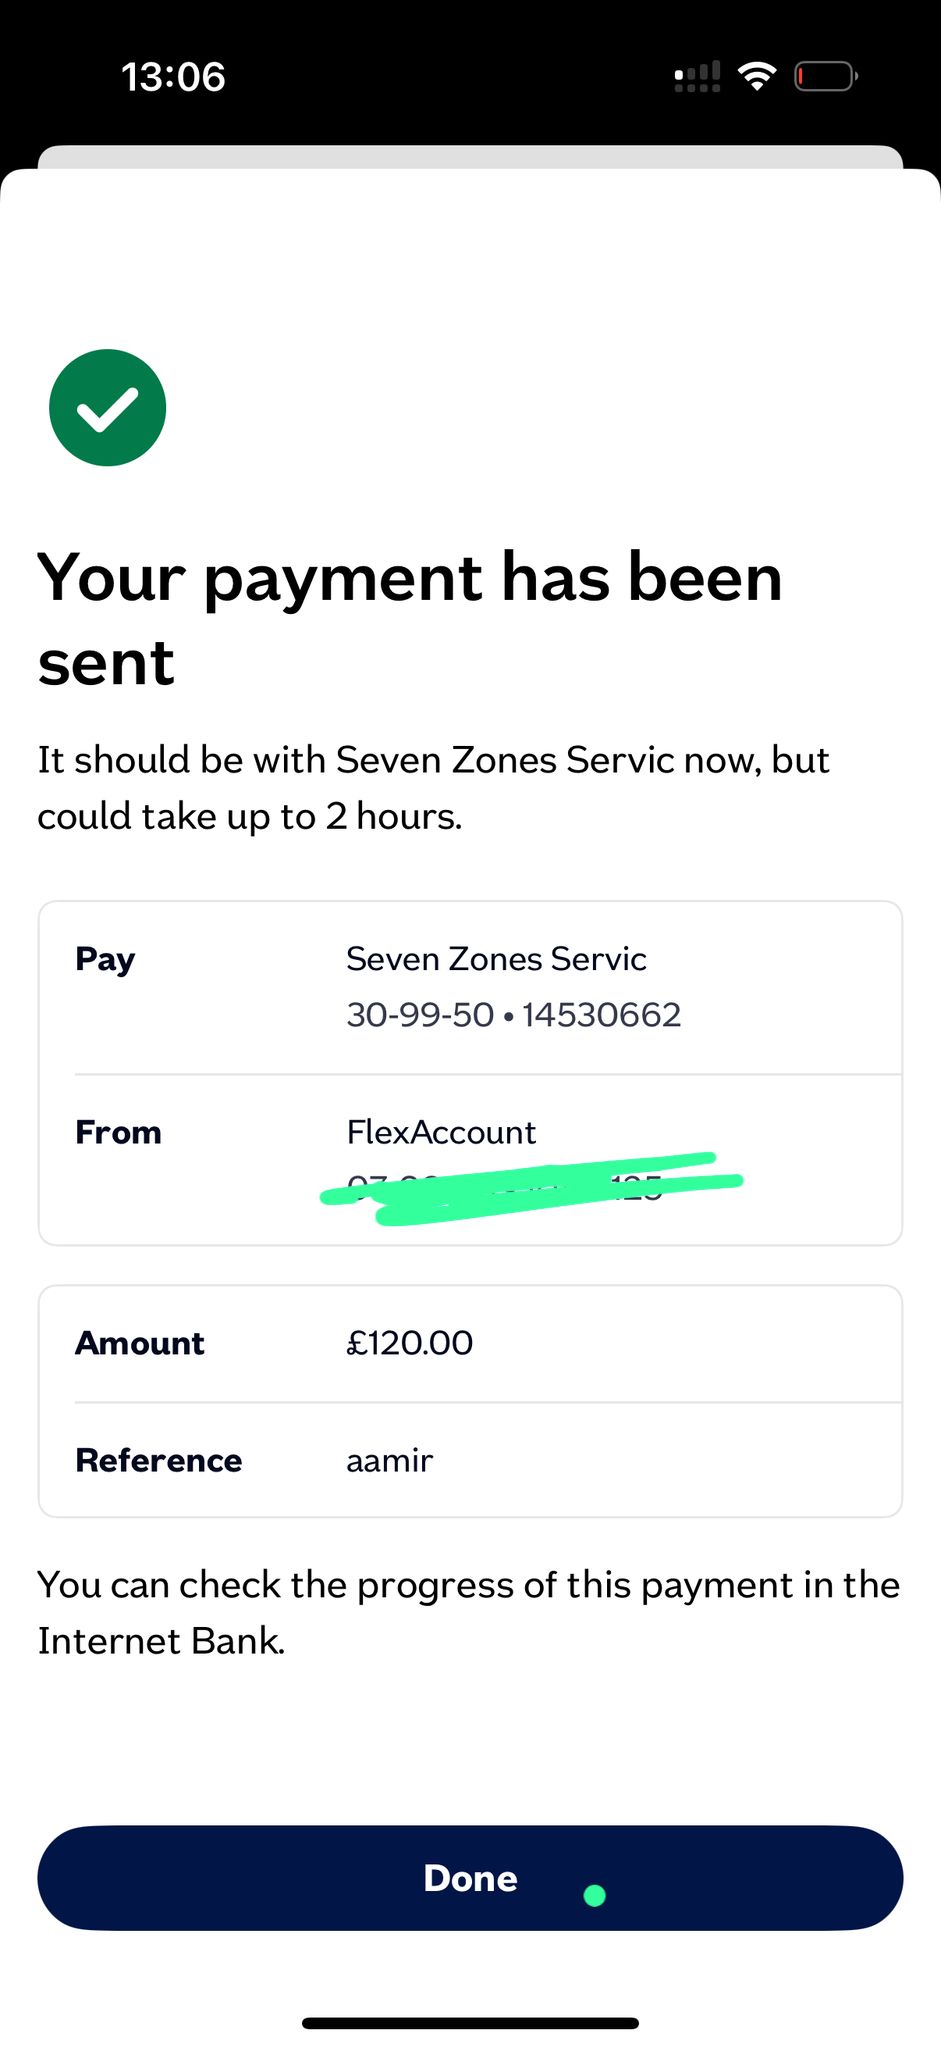 13:06
Your payment has been
sent
It should be with Seven Zones Servic now, but
could take up to 2 hours.
Pay
Seven Zones Servic
30-99-50 • 14530662
From
FlexAccount
Amount
£120.00
Reference
aamir
You can check the progress of this payment in the
Internet Bank.
Done